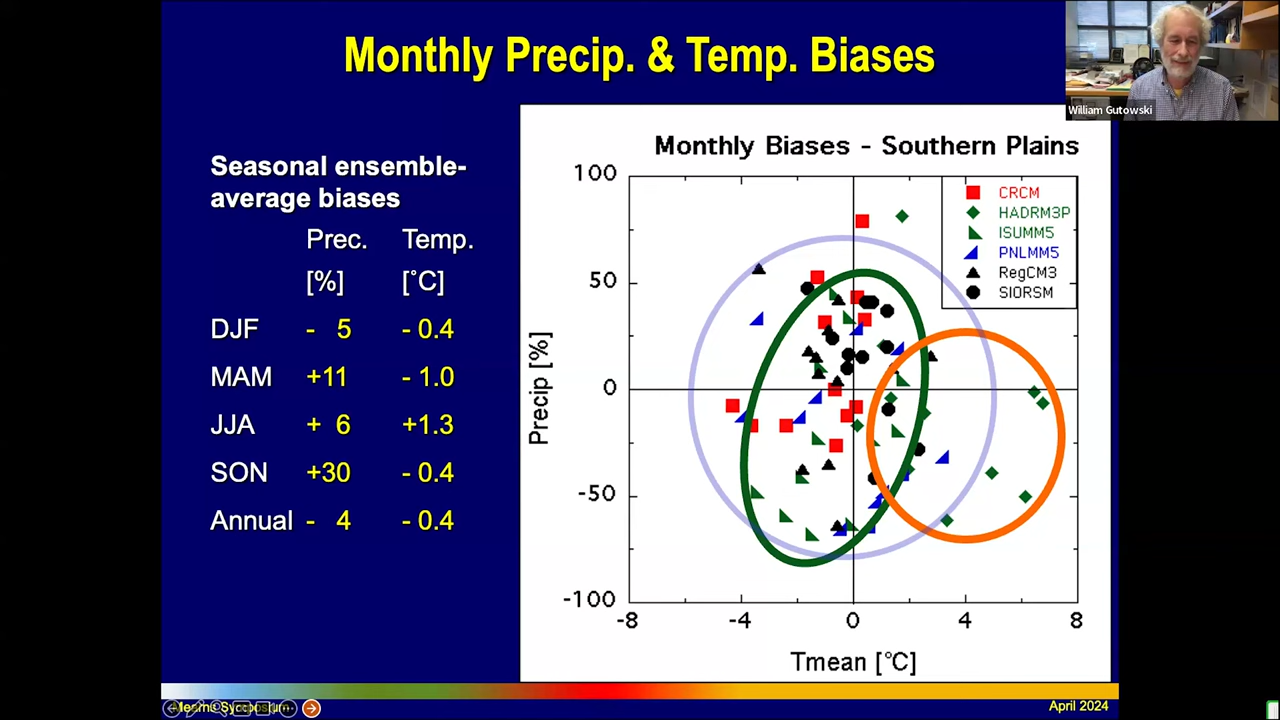 Monthly Precip. & Temp. Biases
William Gutowski
Seasonal ensemble-
average biases
Prec. Temp.
[%] [˚C]
DJF - 5 - 0.4
MAM +11 - 1.0
JJA + 6 +1.3
SON +30 - 0.4
Annual - 4 - 0.4
Monthly Biases - Southern Plains
CRCM
HADRM3P
ISUMM5
PNLMM5
RegCM3
SIORSM
100
50
0
-50
-100
Precip [%]
-8 -4 0 4 8
Tmean [°C]
Mearns Symposium
April 2024